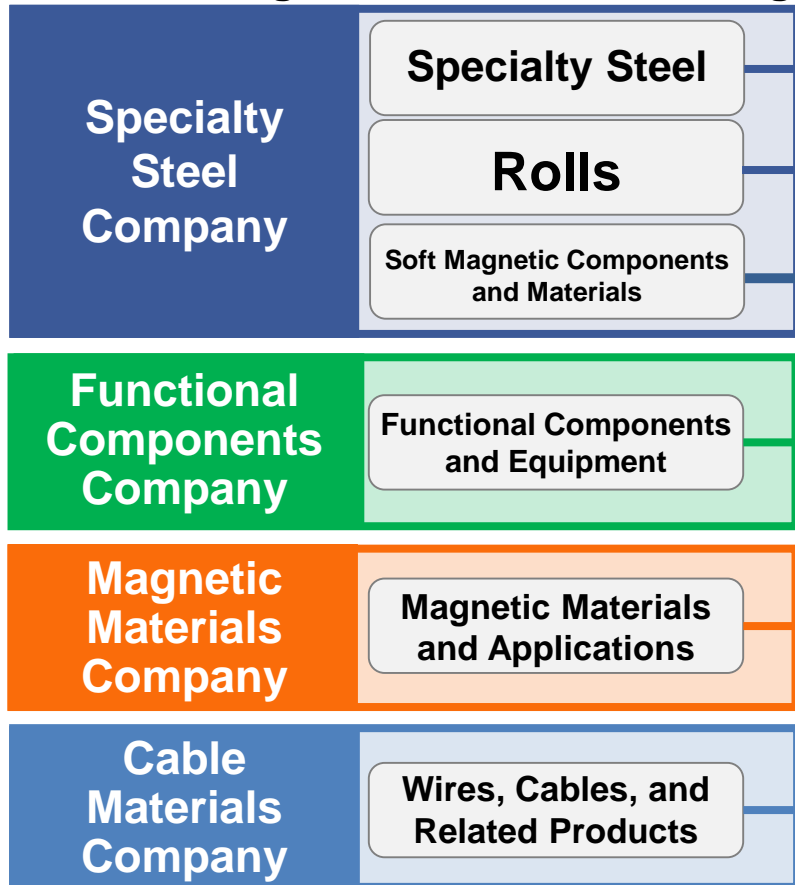 Specialty
Steel
Company
Specialty Steel
Rolls
Soft Magnetic Components
and Materials
Functional
Components
Company
Functional Components
and Equipment
Magnetic
Materials
Company
Magnetic Materials
and Applications
Cable
Materials
Company
Wires, Cables, and
Related Products